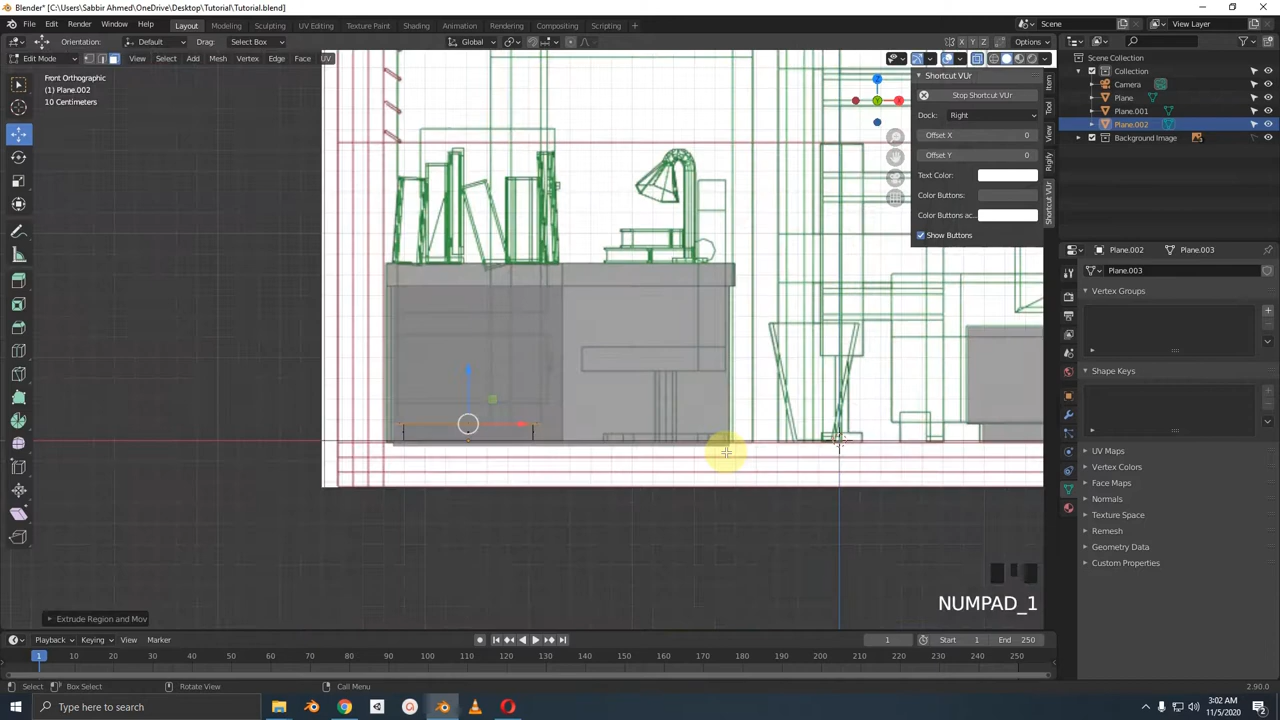 Blender* [C:\Users\Sabbir Ahmed\OneDrive\Desktop\Tutorial\Tutorial.blend]
File Edit Render Window Help Layout Modeling Sculpting UV Editing Texture Paint Shading Animation Rendering Compositing Scripting + Scene View Layer
Orientation: Default Drag: Select Box Global X Y Z Options
Edit Mode View Select Add Mesh Vertex Edge Face UV
Front Orthographic
(1) Plane.002
10 Centimeters
Shortcut VUr
Stop Shortcut VUr
Dock: Right
Offset X 0
Offset Y 0
Text Color:
Color Buttons:
Color Buttons ac...
Show Buttons
Item
Tool
View
Rigify
Shortcut VUr
Z
Y
Scene Collection
Collection
Camera
Plane
Plane.001
Plane.002
Background Image
Plane.002 Plane.003
Plane.003
Vertex Groups
Shape Keys
UV Maps
Vertex Colors
Face Maps
Normals
Texture Space
Remesh
Geometry Data
Custom Properties
NUMPAD_1
Extrude Region and Mov
Playback Keying View Marker 1 Start 1 End 250
1 10 20 30 40 50 60 70 80 90 100 110 120 130 140 150 160 170 180 190 200 210 220 230 240 250
Select Box Select Rotate View Call Menu 2.90.0
Type here to search
3:02 AM
11/5/2020
2